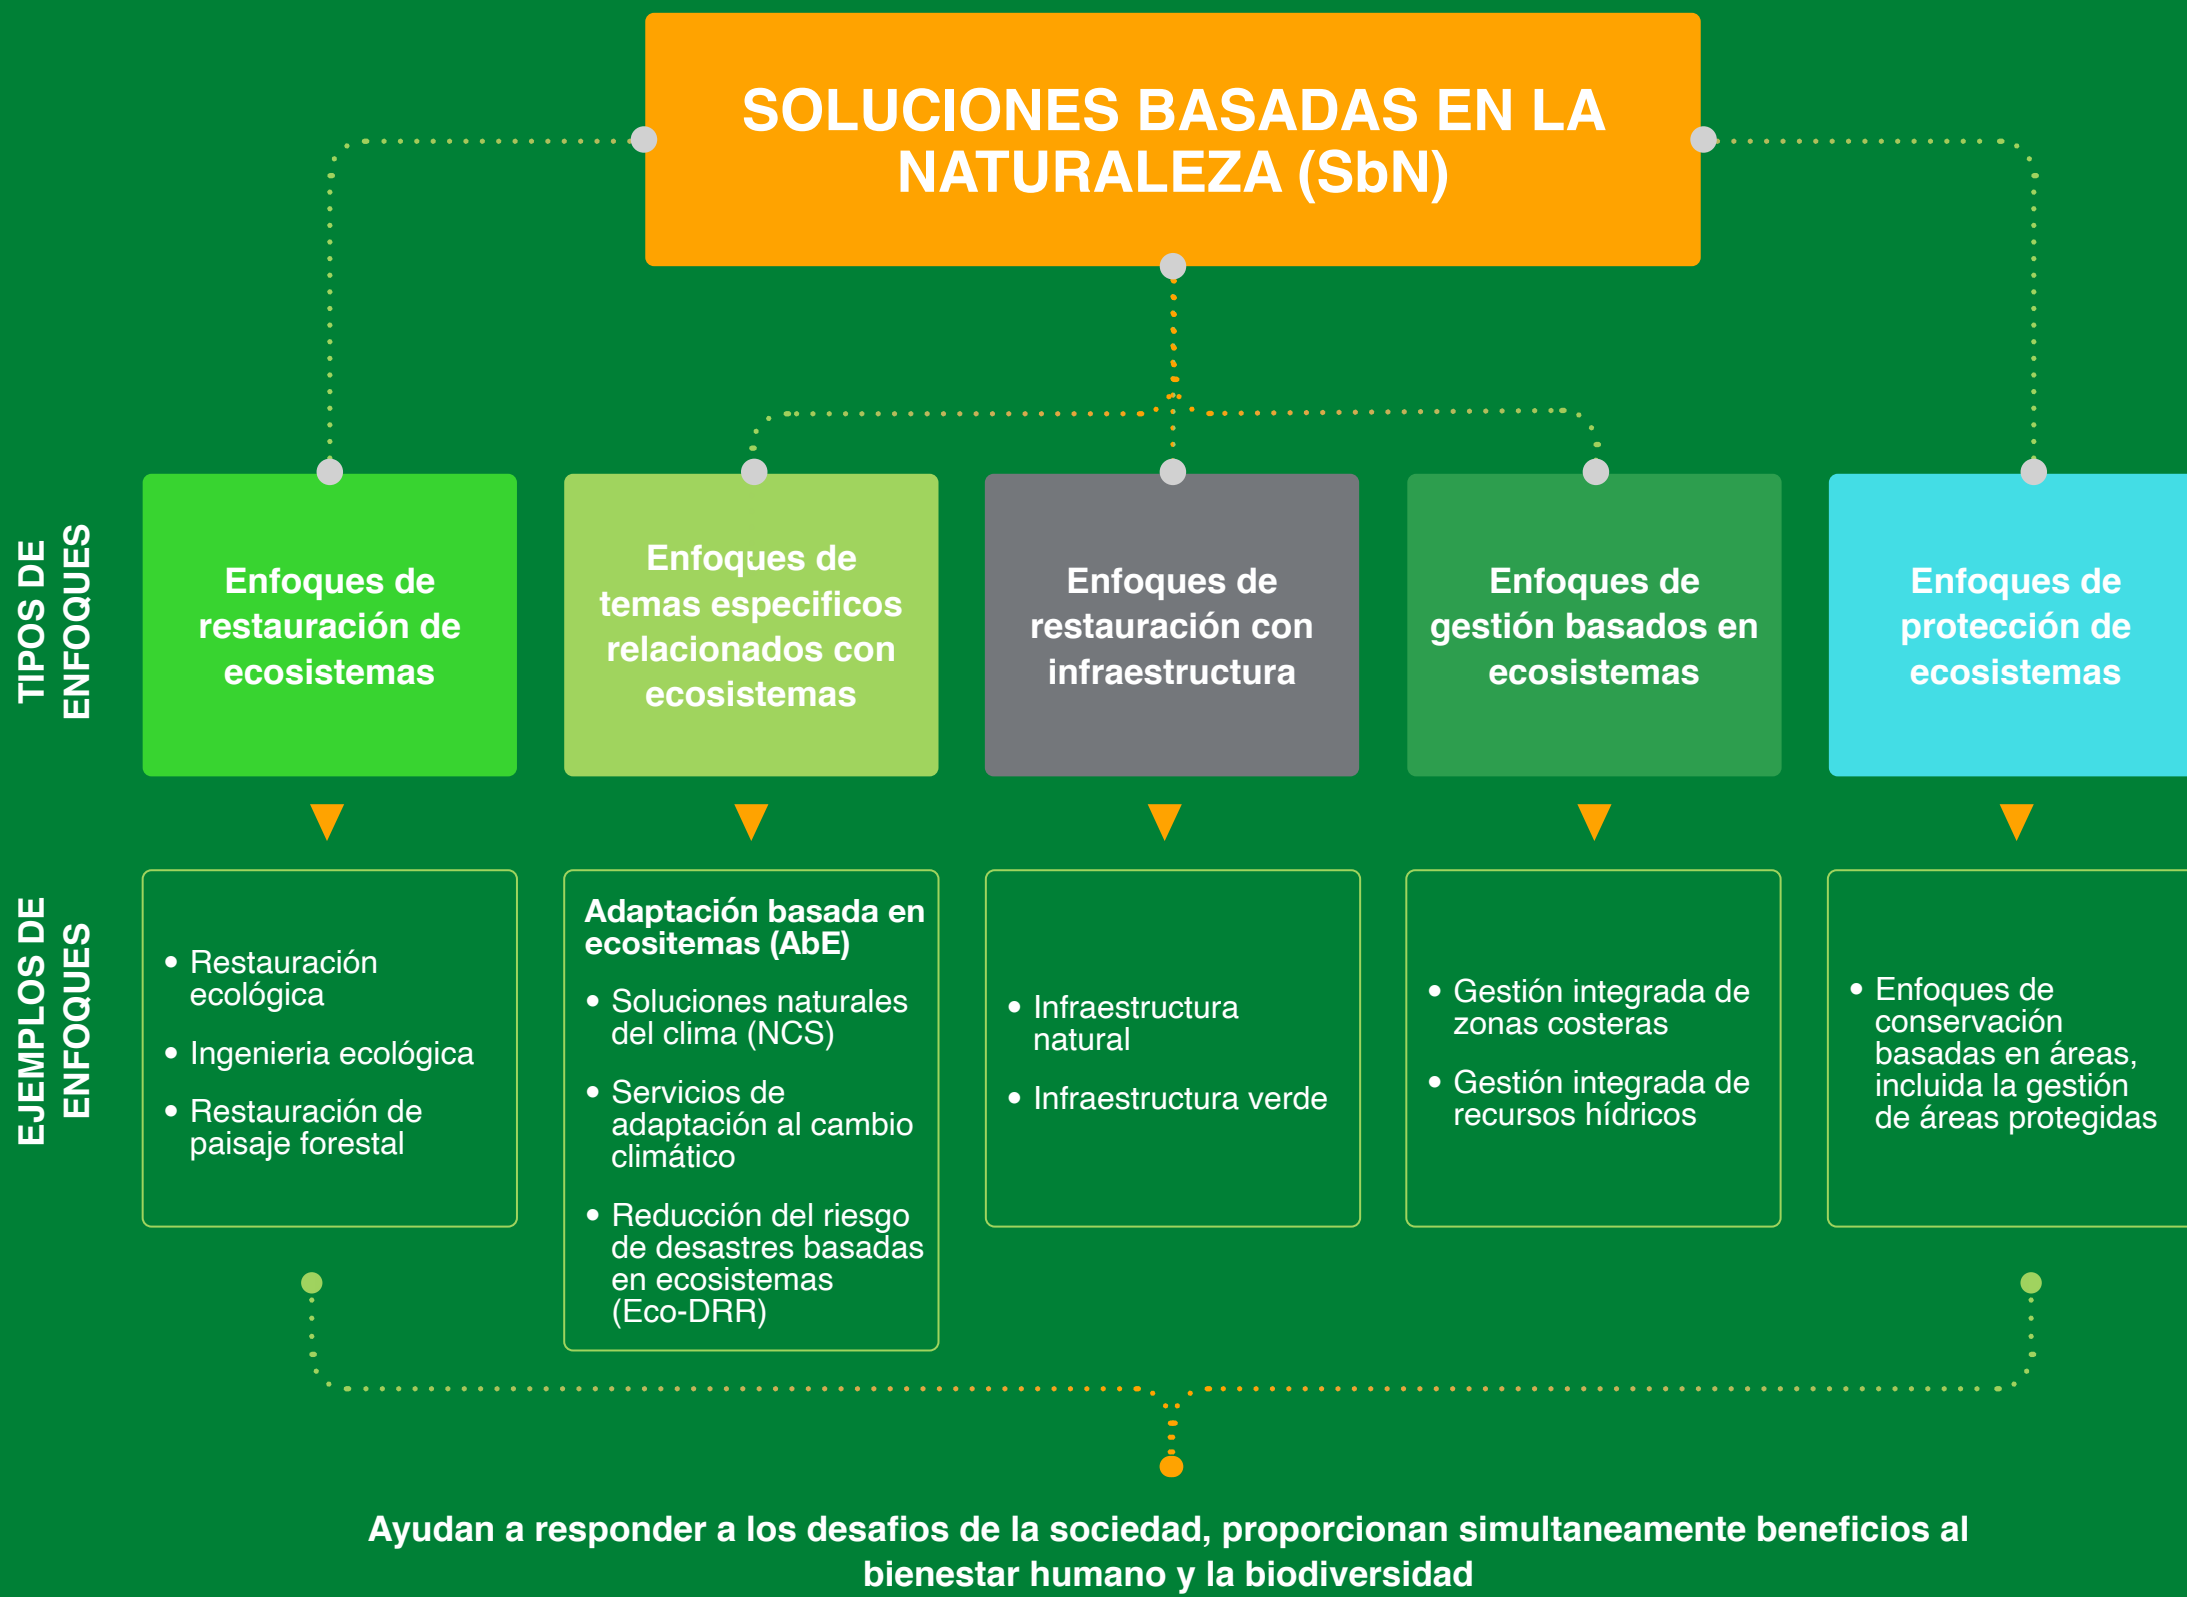 SOLUCIONES BASADAS EN LA
NATURALEZA (SbN)
TIPOS DE
ENFOQUES
Enfoques de
restauración de
ecosistemas
Enfoques de
temas especificos
relacionados con
ecosistemas
Enfoques de
restauración con
infraestructura
Enfoques de
gestión basados en
ecosistemas
Enfoques de
protección de
ecosistemas
EJEMPLOS DE
ENFOQUES
• Restauración
ecológica
• Ingenieria ecológica
• Restauración de
paisaje forestal
Adaptación basada en
ecositemas (AbE)
• Soluciones naturales
del clima (NCS)
• Servicios de
adaptación al cambio
climático
• Reducción del riesgo
de desastres basadas
en ecosistemas
(Eco-DRR)
• Infraestructura
natural
• Infraestructura verde
• Gestión integrada de
zonas costeras
• Gestión integrada de
recursos hídricos
• Enfoques de
conservación
basadas en áreas,
incluida la gestión
de áreas protegidas
Ayudan a responder a los desafios de la sociedad, proporcionan simultaneamente beneficios al
bienestar humano y la biodiversidad